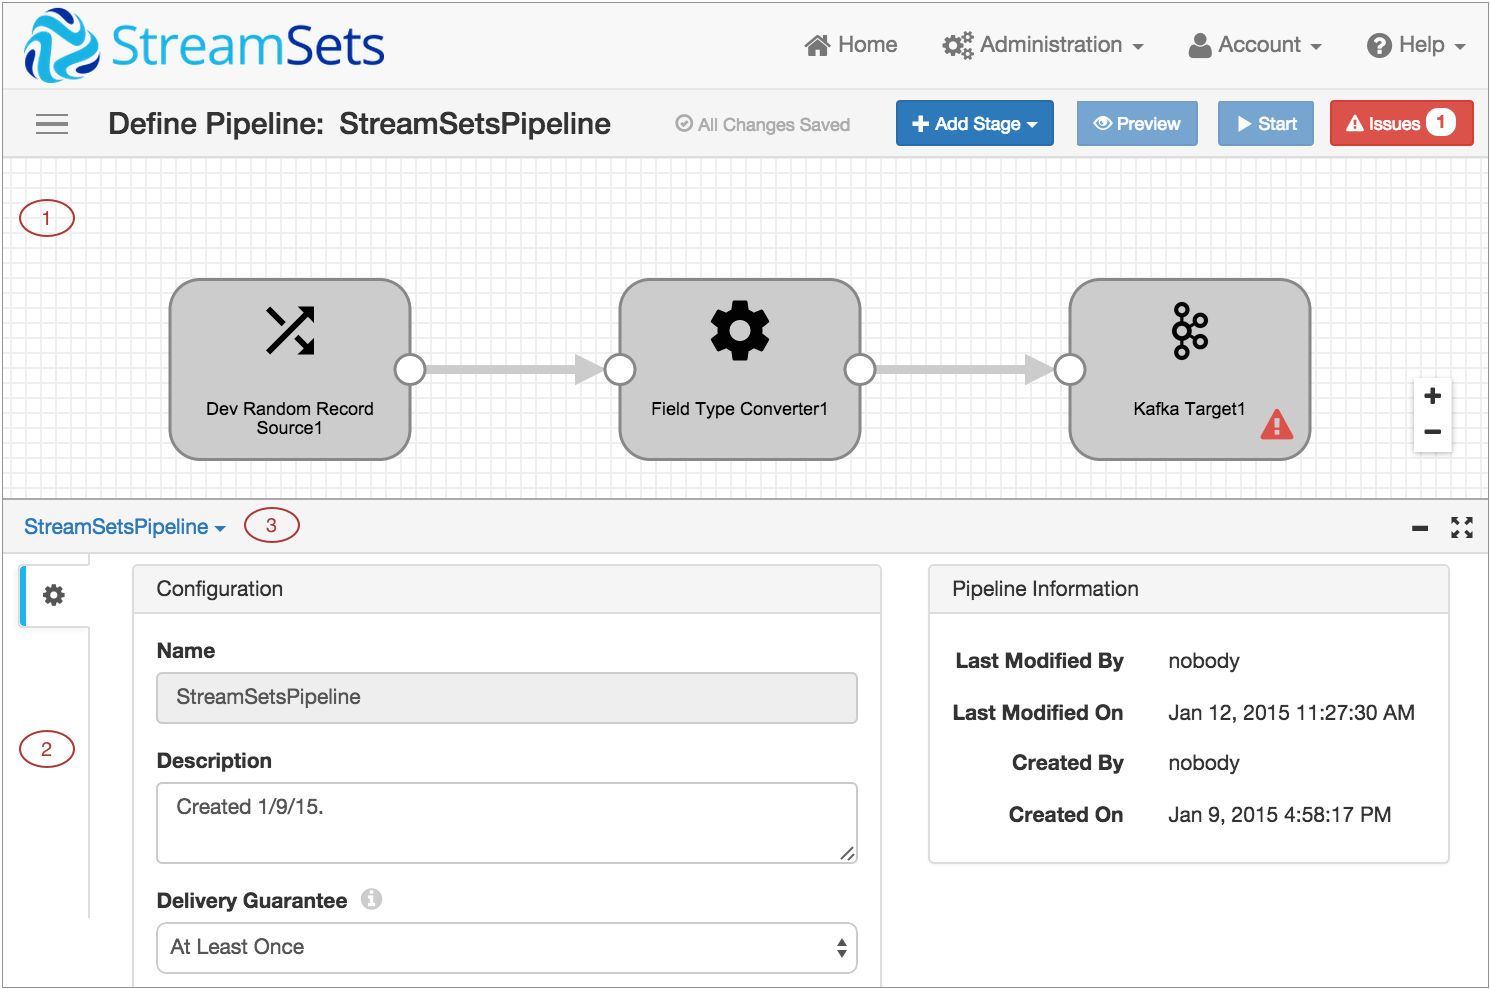 StreamSets
Home
Administration
Account
Help
Define Pipeline: StreamSetsPipeline
All Changes Saved
Add Stage
Preview
Start
Issues 1
1
Dev Random Record
Source1
Field Type Converter1
Kafka Target1
StreamSetsPipeline
3
Configuration
Name
StreamSetsPipeline
2
Description
Created 1/9/15.
Delivery Guarantee
At Least Once
Pipeline Information
Last Modified By nobody
Last Modified On Jan 12, 2015 11:27:30 AM
Created By nobody
Created On Jan 9, 2015 4:58:17 PM